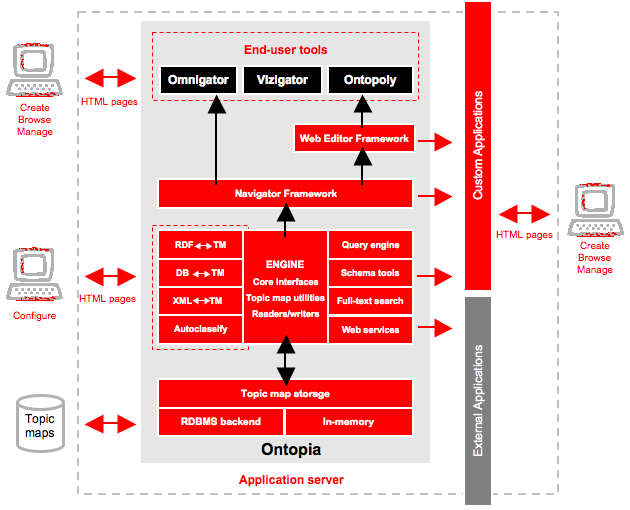 End-user tools
Omnigator
Vizigator
Ontopoly
Create
Browse
Manage
HTML pages
Web Editor Framework
Navigator Framework
Custom Applications
HTML pages
Create
Browse
Manage
RDF TM
DB TM
XML TM
Autoclassify
ENGINE
Core interfaces
Topic map utilities
Readers/writers
Query engine
Schema tools
Full-text search
Web services
HTML pages
Configure
External Applications
Topic map storage
RDBMS backend
In-memory
Topic
maps
Ontopia
Application server